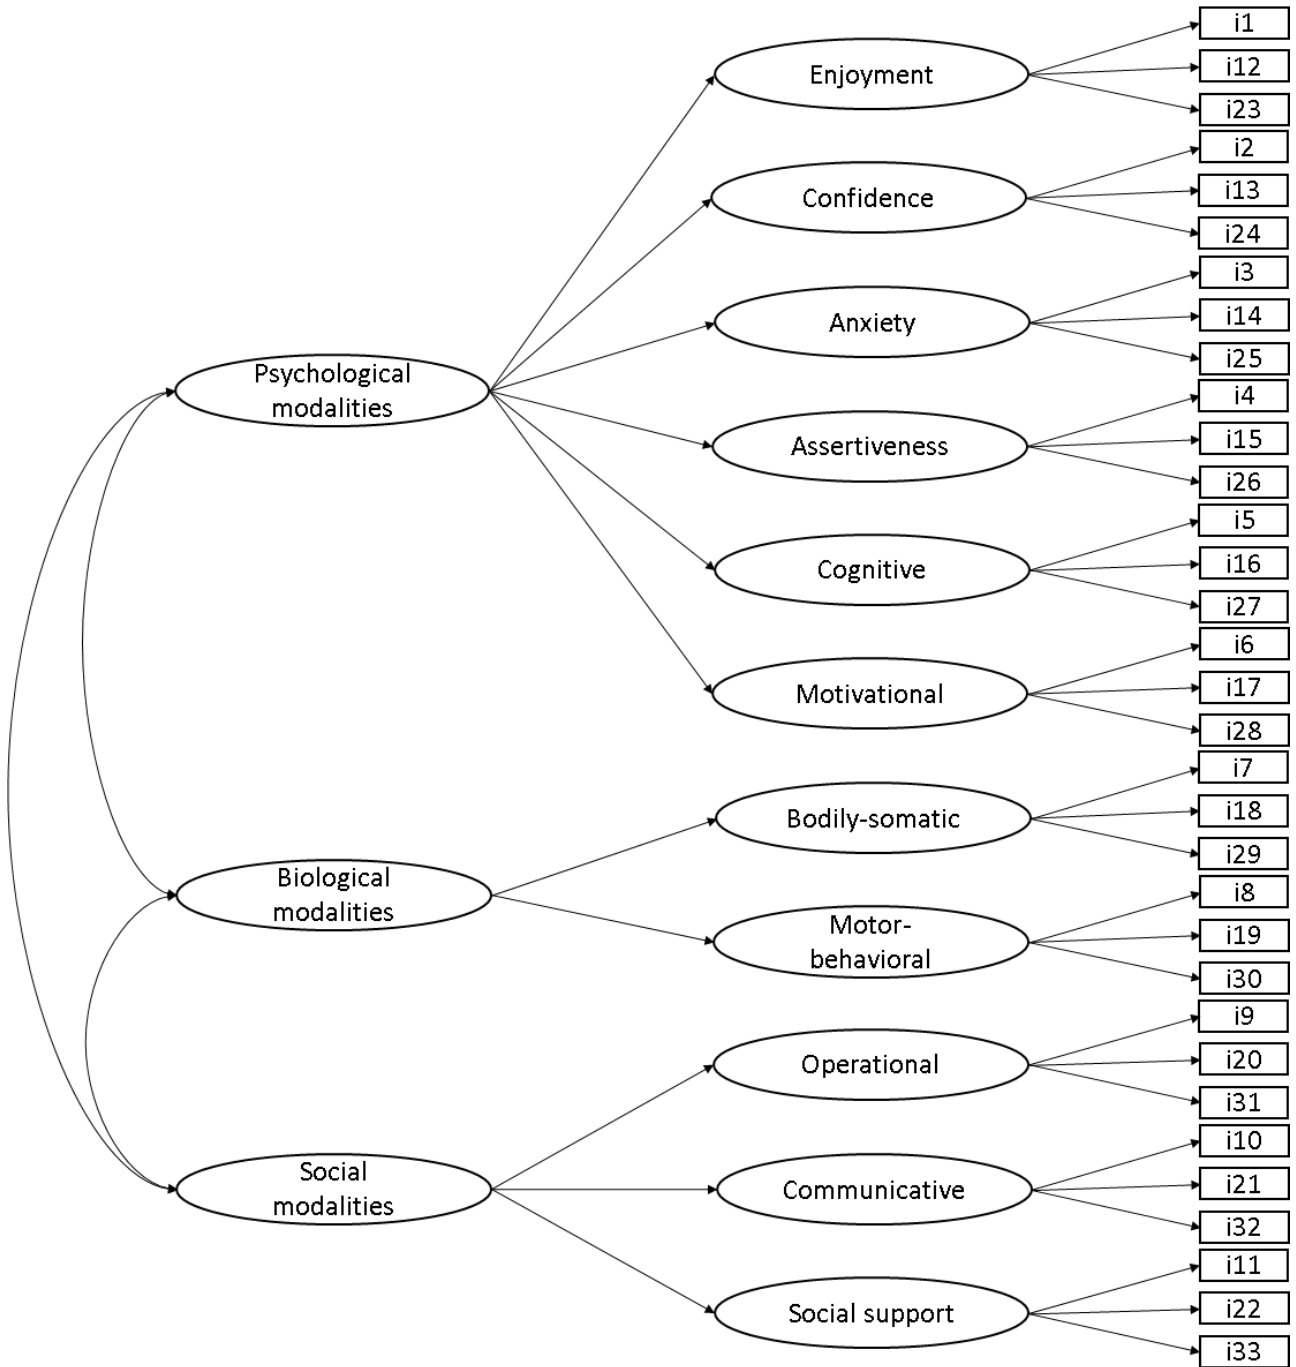 i1
Enjoyment
i12
i23
i2
Confidence
i13
i24
i3
Anxiety
i14
i25
Psychological
modalities
i4
Assertiveness
i15
i26
i5
Cognitive
i16
i27
i6
Motivational
i17
i28
i7
Bodily-somatic
i18
i29
Biological
modalities
i8
Motor-
behavioral
i19
i30
i9
Operational
i20
i31
Social
modalities
i10
Communicative
i21
i32
i11
Social support
i22
i33